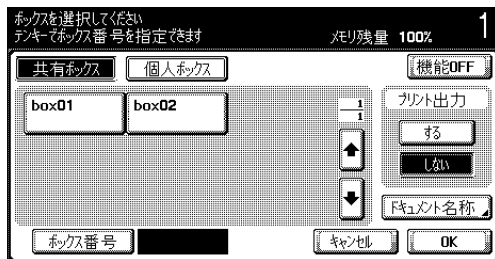 ボックスを選択してください
テンキーでボックス番号を指定できます
メモリ残量 100% 1
共有ボックス 個人ボックス 機能OFF
box01 box02
1
1
プリント出力
する
しない
ドキュメント名称
ボックス番号 キャンセル OK